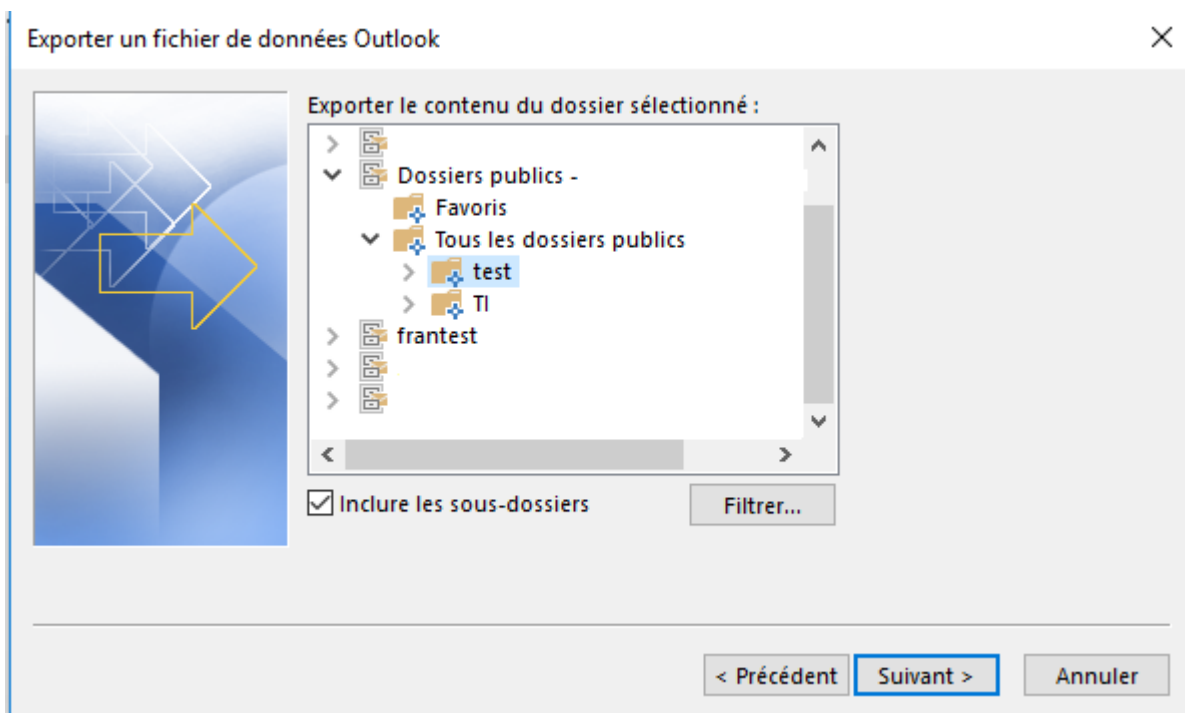 Exporter un fichier de données Outlook
Exporter le contenu du dossier sélectionné :
Dossiers publics -
Favoris
Tous les dossiers publics
test
TI
frantest
Inclure les sous-dossiers
Filtrer...
< Précédent
Suivant >
Annuler